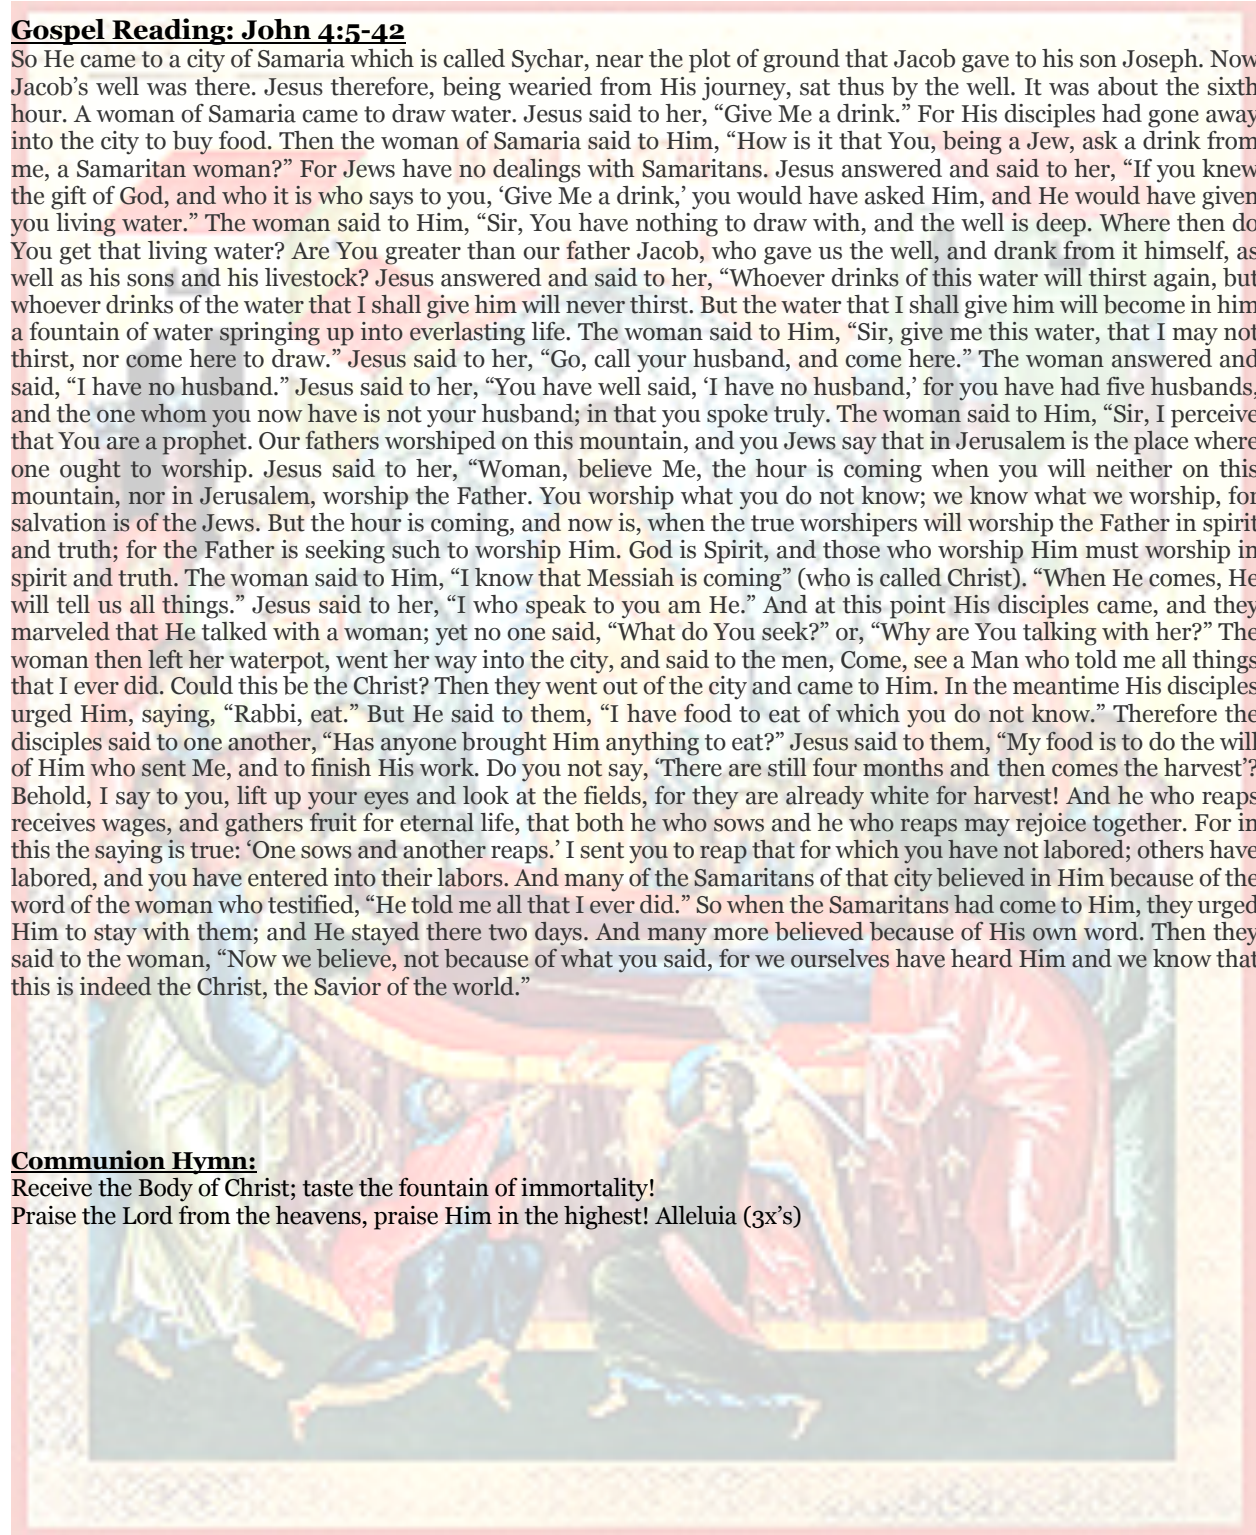 Gospel Reading: John 4:5-42
So He came to a city of Samaria which is called Sychar, near the plot of ground that Jacob gave to his son Joseph. Now
Jacob’s well was there. Jesus therefore, being wearied from His journey, sat thus by the well. It was about the sixth
hour. A woman of Samaria came to draw water. Jesus said to her, “Give Me a drink.” For His disciples had gone away
into the city to buy food. Then the woman of Samaria said to Him, “How is it that You, being a Jew, ask a drink from
me, a Samaritan woman?” For Jews have no dealings with Samaritans. Jesus answered and said to her, “If you knew
the gift of God, and who it is who says to you, ‘Give Me a drink,’ you would have asked Him, and He would have given
you living water.” The woman said to Him, “Sir, You have nothing to draw with, and the well is deep. Where then do
You get that living water? Are You greater than our father Jacob, who gave us the well, and drank from it himself, as
well as his sons and his livestock? Jesus answered and said to her, “Whoever drinks of this water will thirst again, but
whoever drinks of the water that I shall give him will never thirst. But the water that I shall give him will become in him
a fountain of water springing up into everlasting life. The woman said to Him, “Sir, give me this water, that I may not
thirst, nor come here to draw.” Jesus said to her, “Go, call your husband, and come here.” The woman answered and
said, “I have no husband.” Jesus said to her, “You have well said, ‘I have no husband,’ for you have had five husbands,
and the one whom you now have is not your husband; in that you spoke truly. The woman said to Him, “Sir, I perceive
that You are a prophet. Our fathers worshiped on this mountain, and you Jews say that in Jerusalem is the place where
one ought to worship. Jesus said to her, “Woman, believe Me, the hour is coming when you will neither on this
mountain, nor in Jerusalem, worship the Father. You worship what you do not know; we know what we worship, for
salvation is of the Jews. But the hour is coming, and now is, when the true worshipers will worship the Father in spirit
and truth; for the Father is seeking such to worship Him. God is Spirit, and those who worship Him must worship in
spirit and truth. The woman said to Him, “I know that Messiah is coming” (who is called Christ). “When He comes, He
will tell us all things.” Jesus said to her, “I who speak to you am He.” And at this point His disciples came, and they
marveled that He talked with a woman; yet no one said, “What do You seek?” or, “Why are You talking with her?” The
woman then left her waterpot, went her way into the city, and said to the men, Come, see a Man who told me all things
that I ever did. Could this be the Christ? Then they went out of the city and came to Him. In the meantime His disciples
urged Him, saying, “Rabbi, eat.” But He said to them, “I have food to eat of which you do not know.” Therefore the
disciples said to one another, “Has anyone brought Him anything to eat?” Jesus said to them, “My food is to do the will
of Him who sent Me, and to finish His work. Do you not say, ‘There are still four months and then comes the harvest’?
Behold, I say to you, lift up your eyes and look at the fields, for they are already white for harvest! And he who reaps
receives wages, and gathers fruit for eternal life, that both he who sows and he who reaps may rejoice together. For in
this the saying is true: ‘One sows and another reaps.’ I sent you to reap that for which you have not labored; others have
labored, and you have entered into their labors. And many of the Samaritans of that city believed in Him because of the
word of the woman who testified, “He told me all that I ever did.” So when the Samaritans had come to Him, they urged
Him to stay with them; and He stayed there two days. And many more believed because of His own word. Then they
said to the woman, “Now we believe, not because of what you said, for we ourselves have heard Him and we know that
this is indeed the Christ, the Savior of the world.”
Communion Hymn:
Receive the Body of Christ; taste the fountain of immortality!
Praise the Lord from the heavens, praise Him in the highest! Alleluia (3x’s)